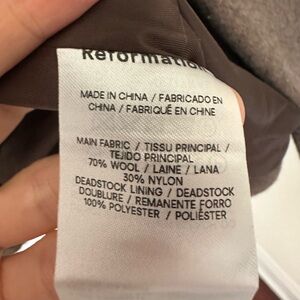 Reformation
MADE IN CHINA / FABRICADO EN
CHINA / FABRIQUÉ EN CHINE
MAIN FABRIC / TISSU PRINCIPAL /
TEJIDO PRINCIPAL
70% WOOL / LAINE / LANA
30% NYLON
DEADSTOCK LINING / DEADSTOCK
DOUBLURE / REMANENTE FORRO
100% POLYESTER / POLIÉSTER